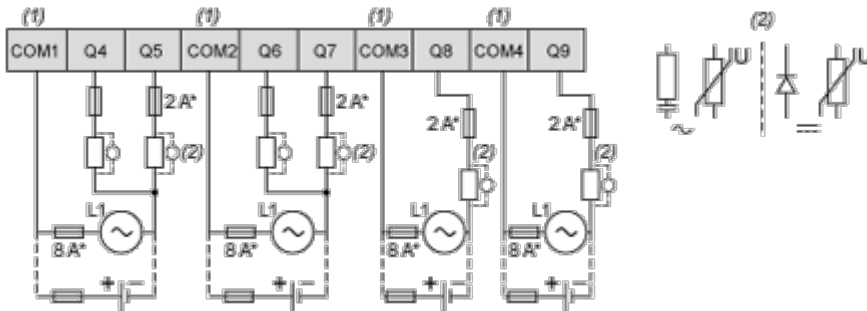 (1) (1) (1) (1) (2)
COM1 Q4 Q5 COM2 Q6 Q7 COM3 Q8 COM4 Q9
U U
2 A* 2 A* 2 A* 2 A*
(2) (2) (2) (2)
L1 L1 L1 L1
8 A* 8 A* 8 A* 8 A*
+ − + − + − + −